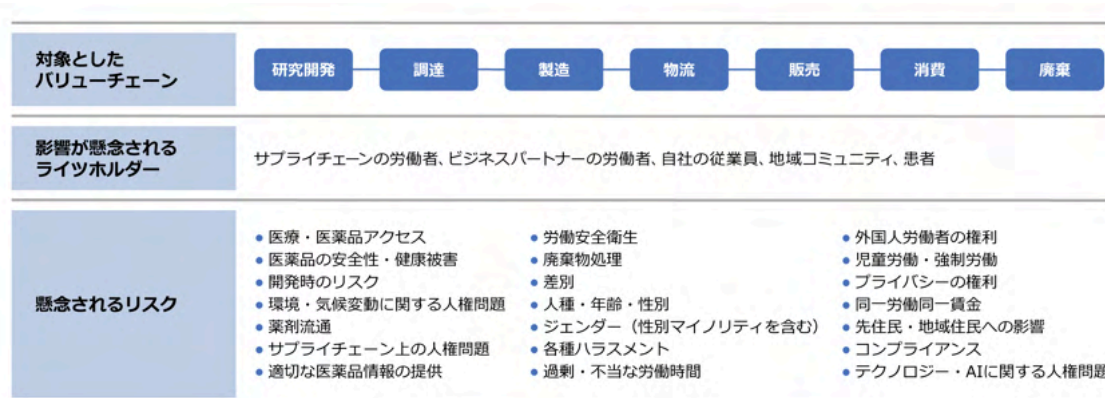 対象とした
バリューチェーン
研究開発 調達 製造 物流 販売 消費 廃棄
影響が懸念される
ライツホルダー
サプライチェーンの労働者、ビジネスパートナーの労働者、自社の従業員、地域コミュニティ、患者
懸念されるリスク
• 医療・医薬品アクセス
• 医薬品の安全性・健康被害
• 開発時のリスク
• 環境・気候変動に関する人権問題
• 薬剤流通
• サプライチェーン上の人権問題
• 適切な医薬品情報の提供
• 労働安全衛生
• 廃棄物処理
• 差別
• 人種・年齢・性別
• ジェンダー（性別マイノリティを含む）
• 各種ハラスメント
• 過剰・不当な労働時間
• 外国人労働者の権利
• 児童労働・強制労働
• プライバシーの権利
• 同一労働同一賃金
• 先住民・地域住民への影響
• コンプライアンス
• テクノロジー・AIに関する人権問題